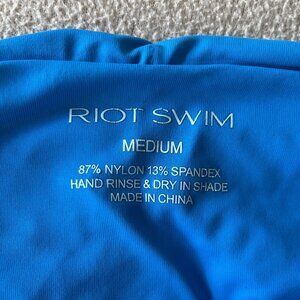 RIOT SWIM
MEDIUM
87% NYLON 13% SPANDEX
HAND RINSE & DRY IN SHADE
MADE IN CHINA